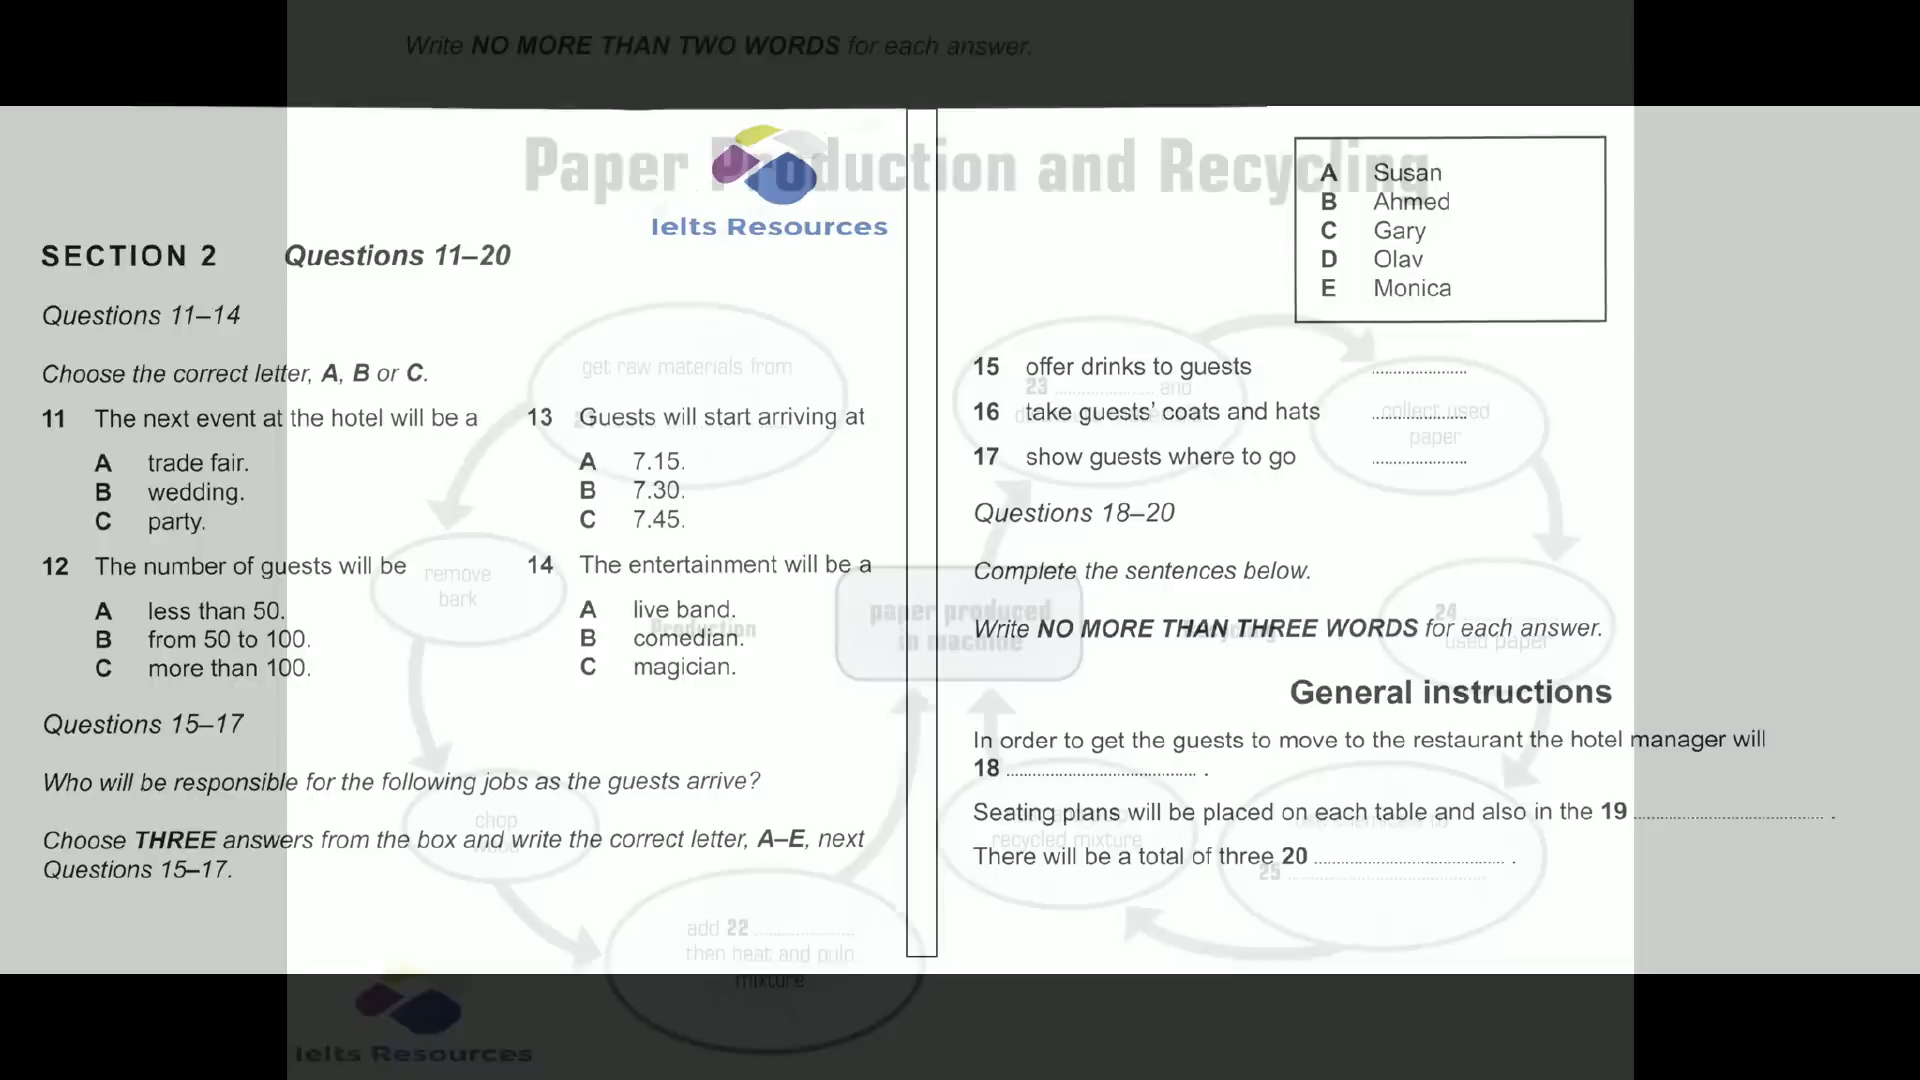 Write NO MORE THAN TWO WORDS for each answer.
Paper Production and Recycling
Ielts Resources
SECTION 2 Questions 11–20
Questions 11–14
Choose the correct letter, A, B or C.
11 The next event at the hotel will be a
A trade fair.
B wedding.
C party.
12 The number of guests will be
A less than 50.
B from 50 to 100.
C more than 100.
13 Guests will start arriving at
A 7.15.
B 7.30.
C 7.45.
14 The entertainment will be a
A live band.
B comedian.
C magician.
Questions 15–17
Who will be responsible for the following jobs as the guests arrive?
Choose THREE answers from the box and write the correct letter, A–E, next
Questions 15–17.
A Susan
B Ahmed
C Gary
D Olav
E Monica
15 offer drinks to guests ....................
16 take guests' coats and hats ....................
17 show guests where to go ....................
Questions 18–20
Complete the sentences below.
Write NO MORE THAN THREE WORDS for each answer.
General instructions
In order to get the guests to move to the restaurant the hotel manager will
18 ........................................ .
Seating plans will be placed on each table and also in the 19 ........................................ .
There will be a total of three 20 ........................................ .
get raw materials from
remove
bark
Production
chop
add 22 ....................
then heat and pulp
mixture
paper produced
in machine
23 .................... and
collect used
paper
24
used paper
Recycling
recycled mixture
25 ........................................
Ielts Resources